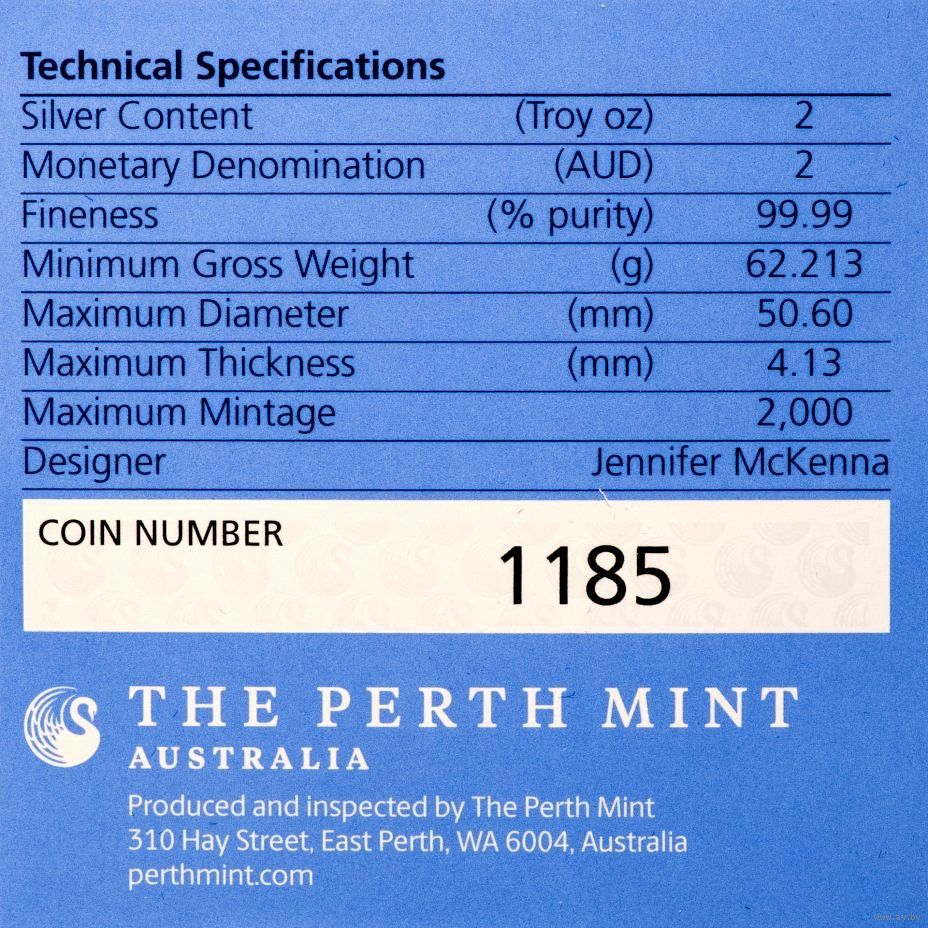 Technical Specifications
Silver Content (Troy oz) 2
Monetary Denomination (AUD) 2
Fineness (% purity) 99.99
Minimum Gross Weight (g) 62.213
Maximum Diameter (mm) 50.60
Maximum Thickness (mm) 4.13
Maximum Mintage 2,000
Designer Jennifer McKenna
COIN NUMBER
1185
THE PERTH MINT
AUSTRALIA
Produced and inspected by The Perth Mint
310 Hay Street, East Perth, WA 6004, Australia
perthmint.com
www.ay.by